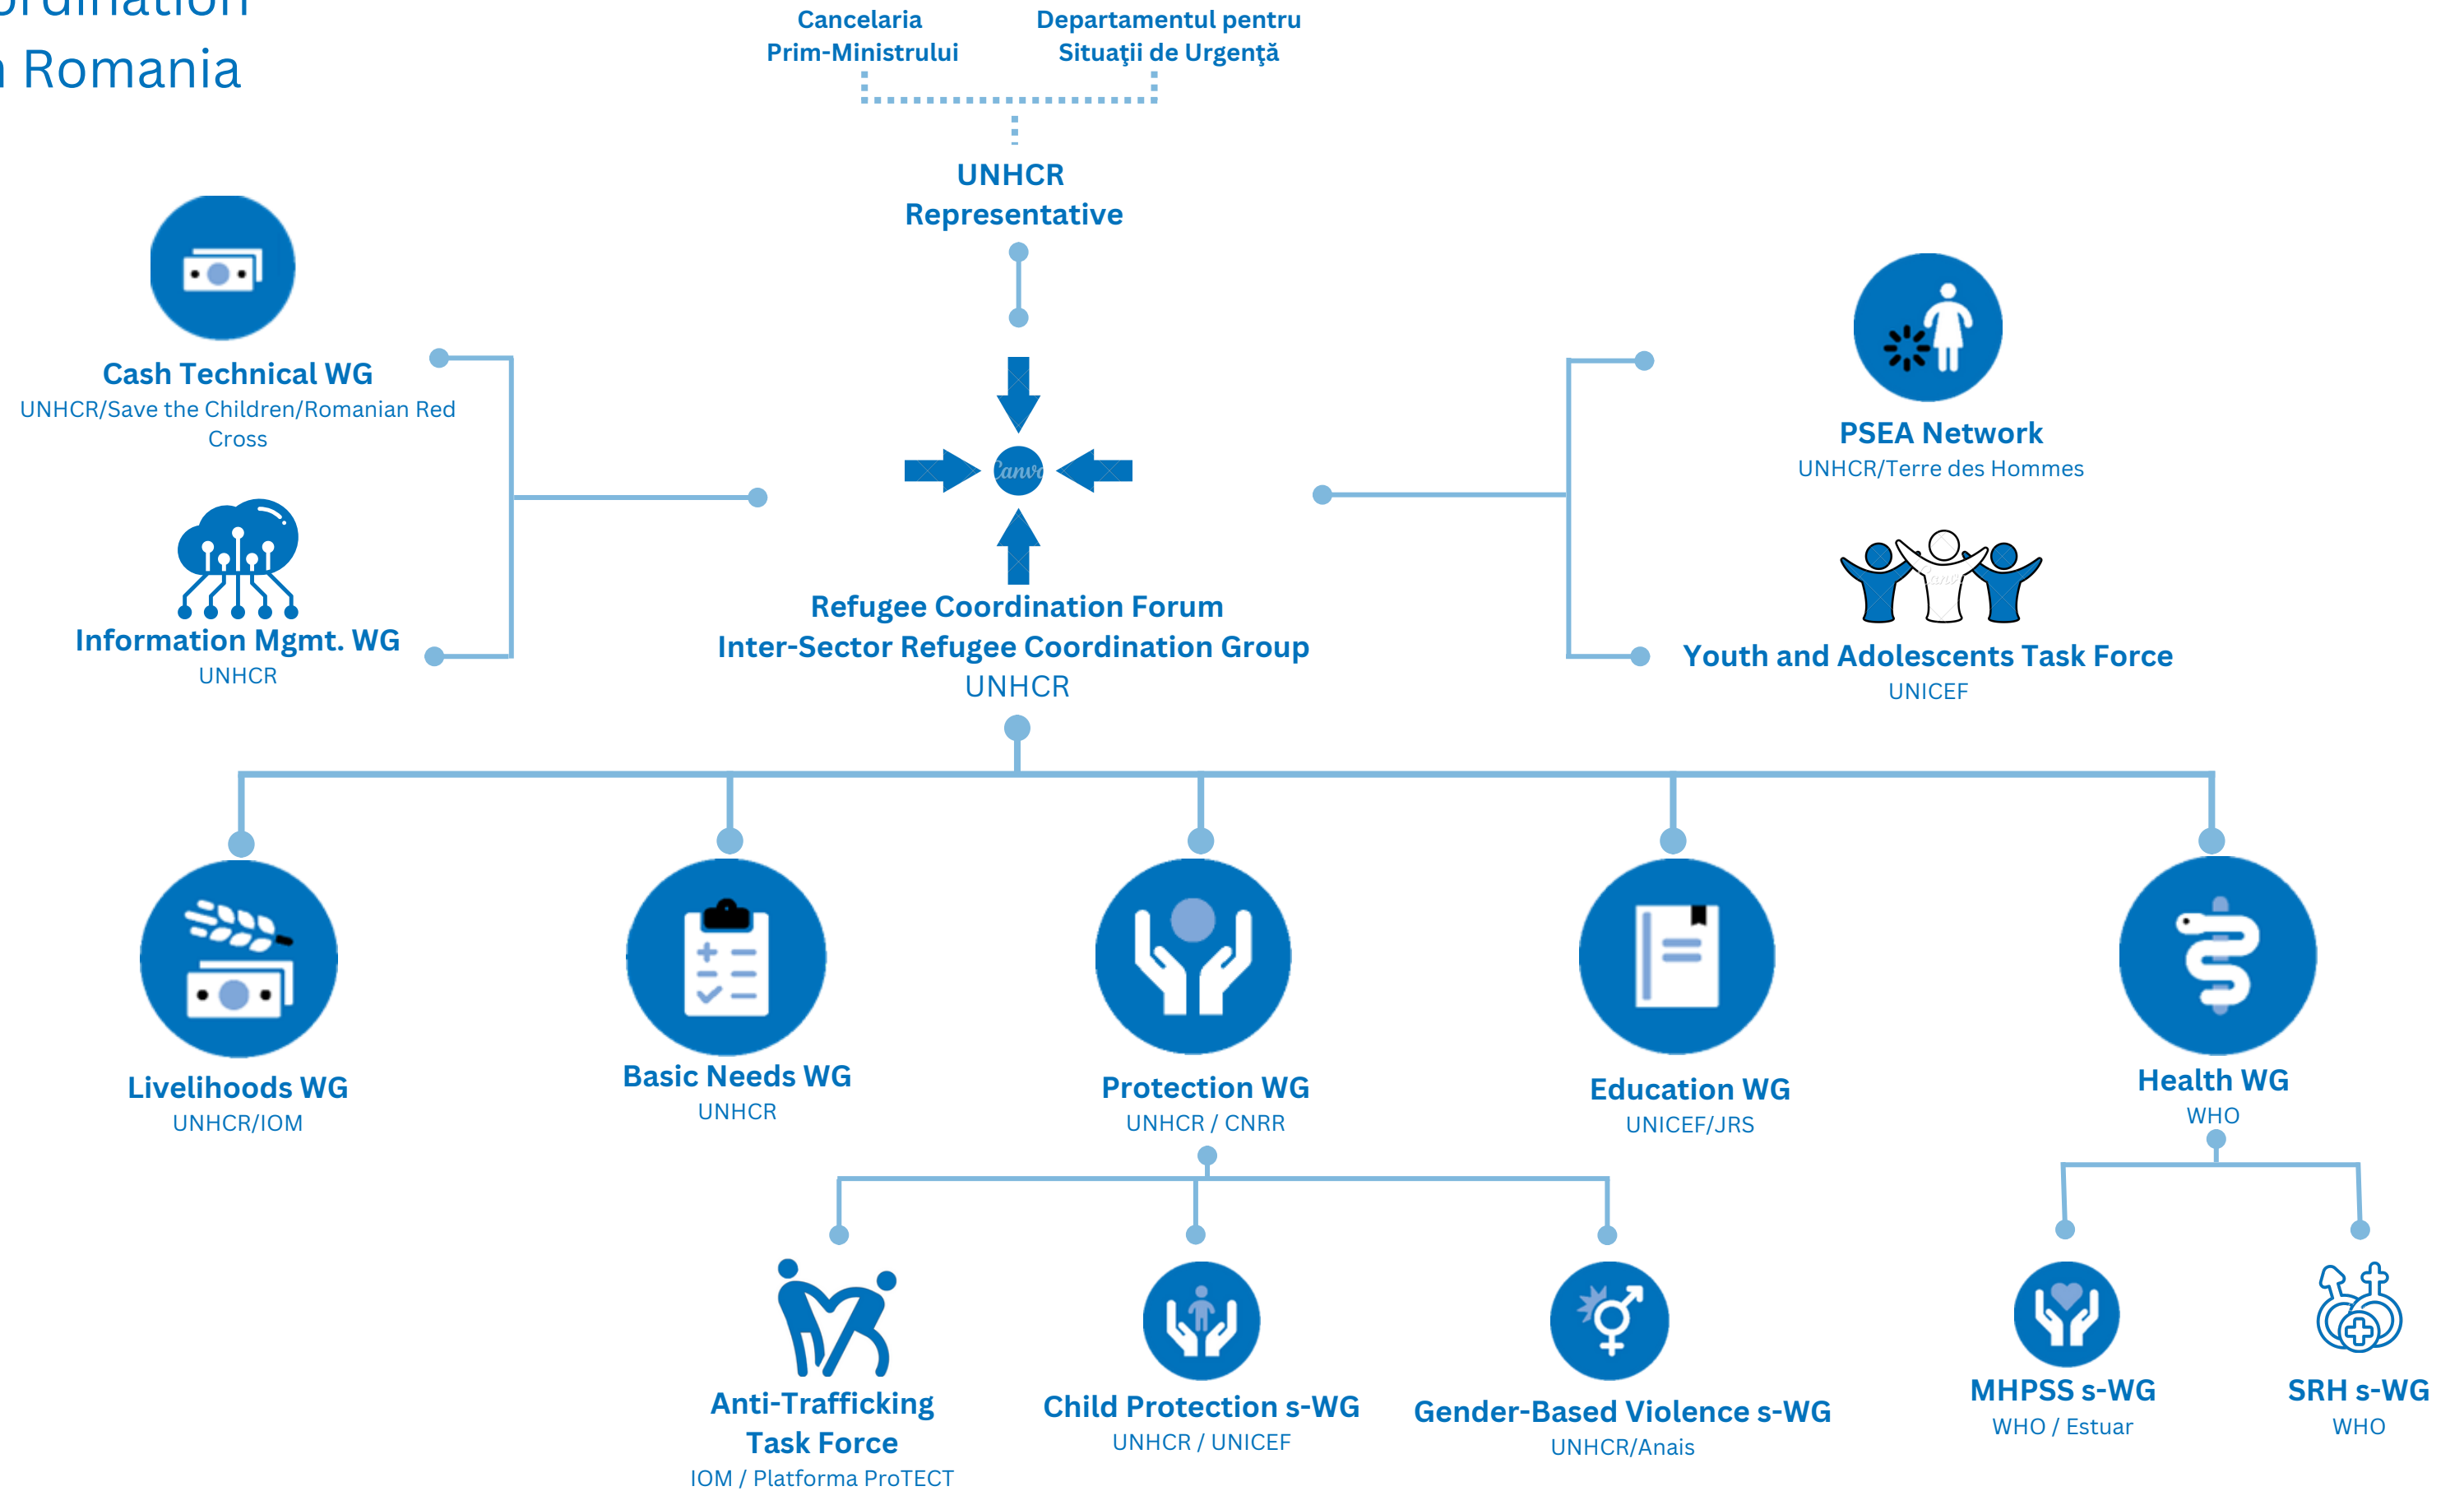 Romania
Cancelaria
Prim-Ministrului
Departamentul pentru
Situaţii de Urgenţă
UNHCR
Representative
Cash Technical WG
UNHCR/Save the Children/Romanian Red
Cross
Information Mgmt. WG
UNHCR
Canva
Refugee Coordination Forum
Inter-Sector Refugee Coordination Group
UNHCR
PSEA Network
UNHCR/Terre des Hommes
Canva
Youth and Adolescents Task Force
UNICEF
Livelihoods WG
UNHCR/IOM
Basic Needs WG
UNHCR
Protection WG
UNHCR / CNRR
Education WG
UNICEF/JRS
Health WG
WHO
Anti-Trafficking
Task Force
IOM / Platforma ProTECT
Child Protection s-WG
UNHCR / UNICEF
Gender-Based Violence s-WG
UNHCR/Anais
MHPSS s-WG
WHO / Estuar
SRH s-WG
WHO